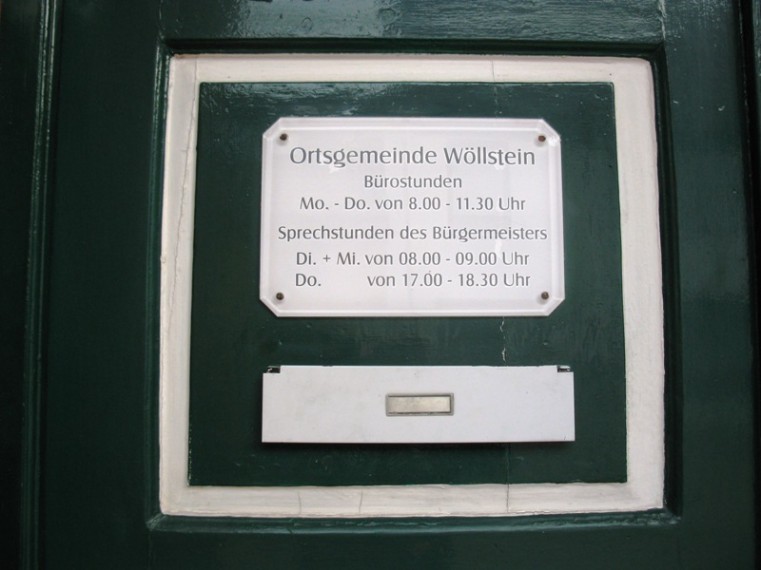 Ortsgemeinde Wöllstein
Bürostunden
Mo. - Do. von 8.00 - 11.30 Uhr
Sprechstunden des Bürgermeisters
Di. + Mi. von 08.00 - 09.00 Uhr
Do. von 17.00 - 18.30 Uhr